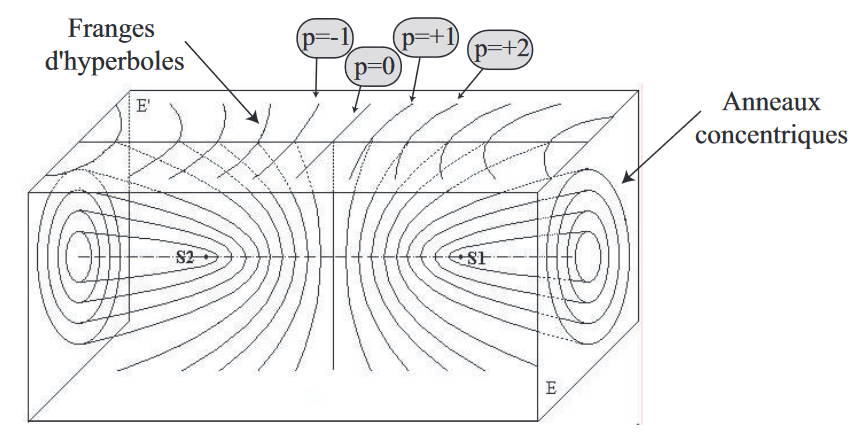 Franges
d'hyperboles
p=-1
p=0
p=+1
p=+2
Anneaux
concentriques
E'
S2
S1
E